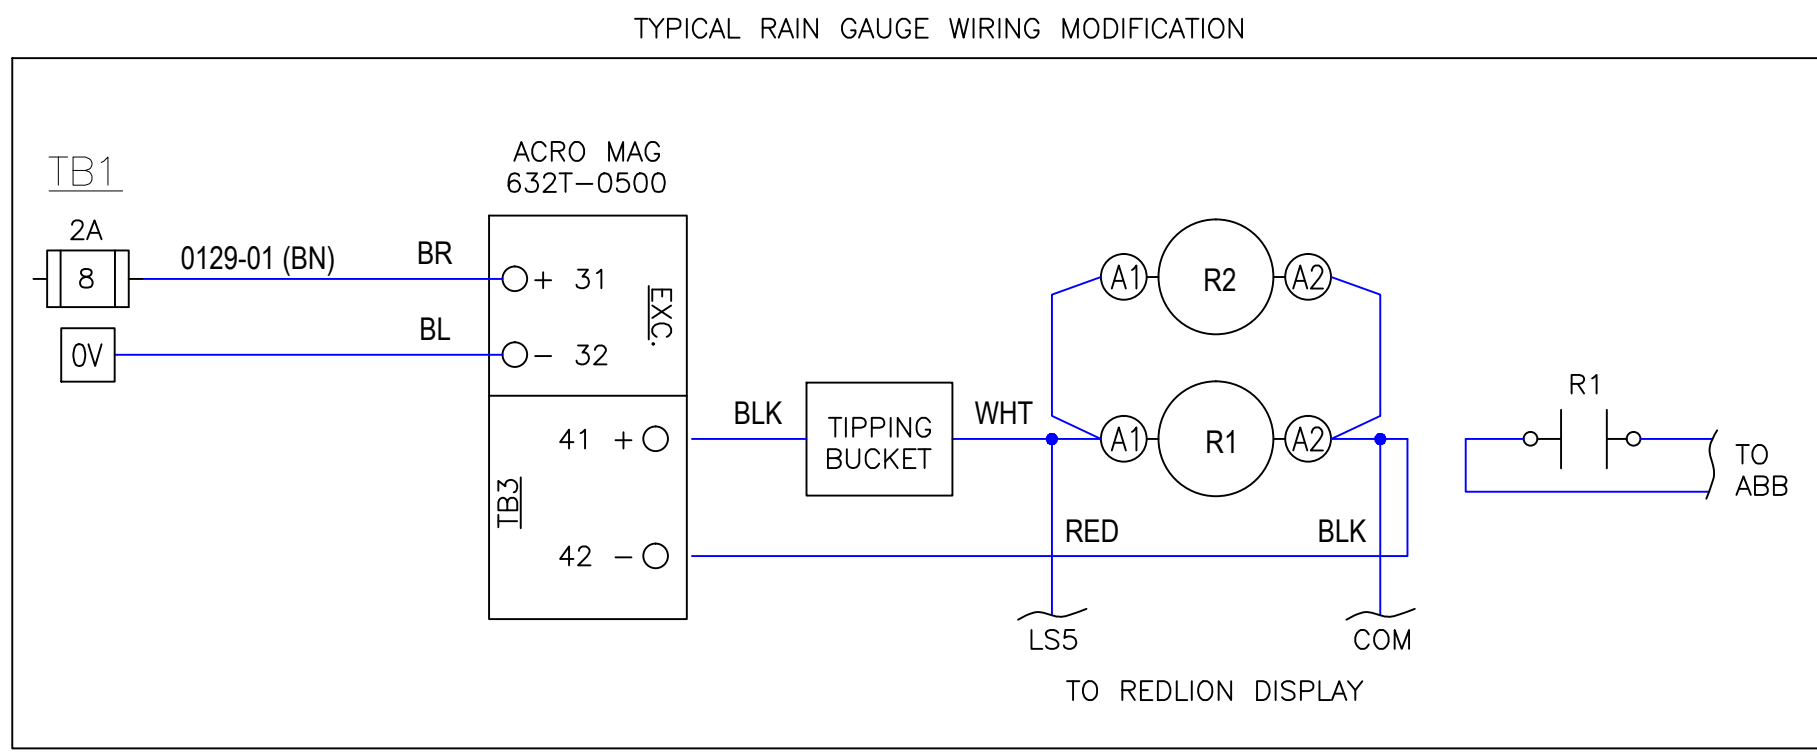 TYPICAL RAIN GAUGE WIRING MODIFICATION
TB1
2A
8
0V
0129-01 (BN)
BR
BL
ACRO MAG
632T-0500
+ 31
- 32
EXC.
41 +
TB3
42 -
BLK
TIPPING
BUCKET
WHT
A1
R2
A2
A1
R1
A2
RED
BLK
LS5
COM
TO REDLION DISPLAY
R1
TO
ABB